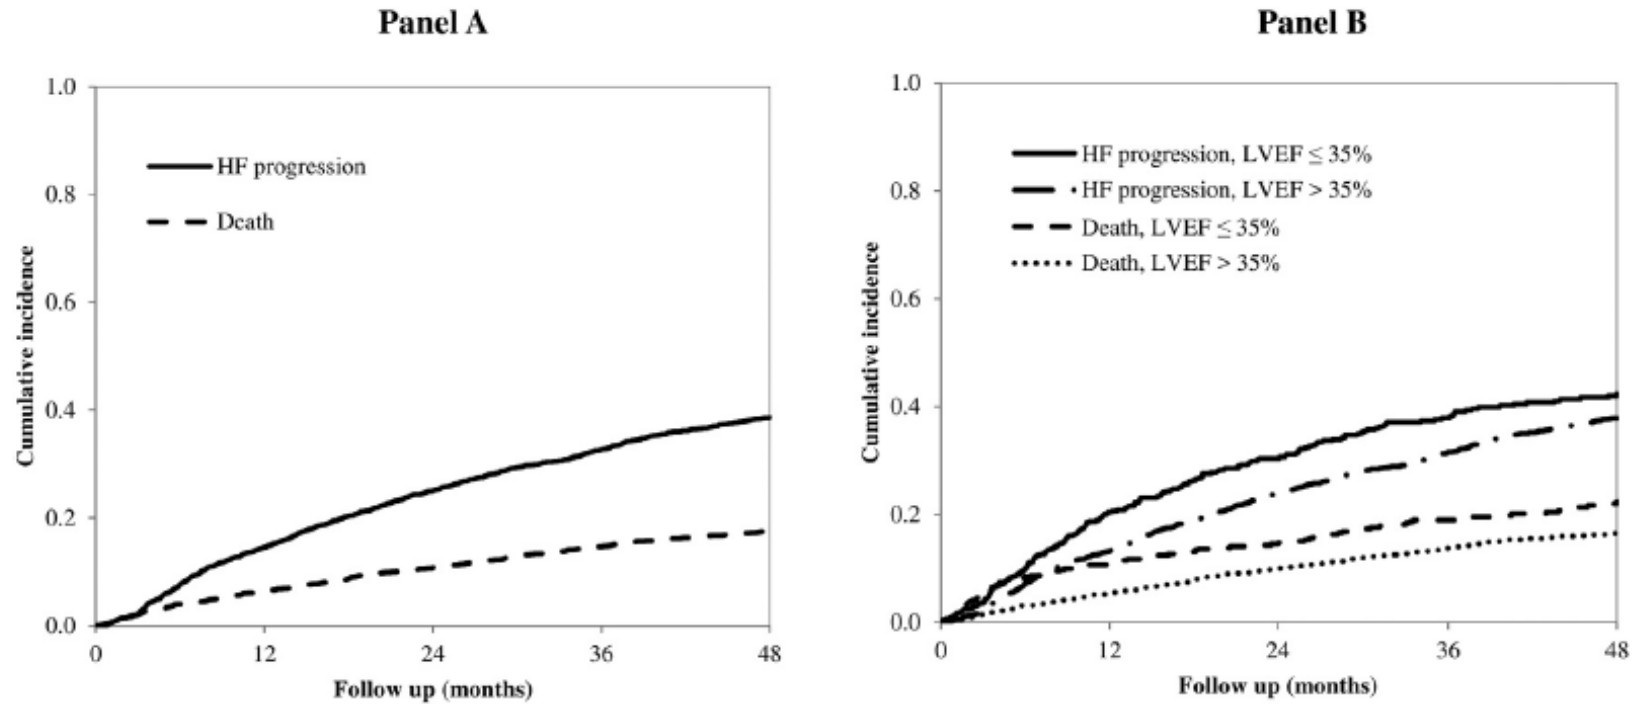 Panel A
1.0
0.8
0.6
0.4
0.2
0.0
Cumulative incidence
HF progression
Death
0 12 24 36 48
Follow up (months)
Panel B
1.0
0.8
0.6
0.4
0.2
0.0
Cumulative incidence
HF progression, LVEF ≤ 35%
HF progression, LVEF > 35%
Death, LVEF ≤ 35%
Death, LVEF > 35%
0 12 24 36 48
Follow up (months)